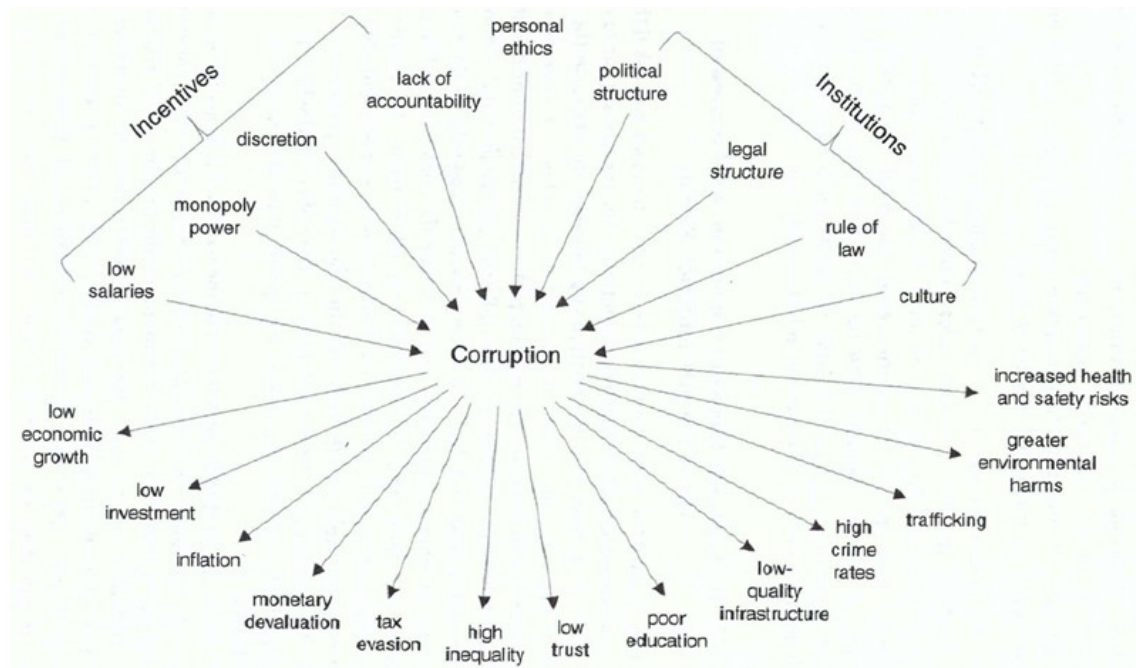 personal
ethics
Incentives
lack of
accountability
political
structure
Institutions
discretion
legal
structure
monopoly
power
rule of
law
low
salaries
culture
Corruption
increased health
and safety risks
low
economic
growth
greater
environmental
harms
low
investment
trafficking
inflation
high
crime
rates
low-
quality
infrastructure
monetary
devaluation
tax
evasion
high
inequality
low
trust
poor
education